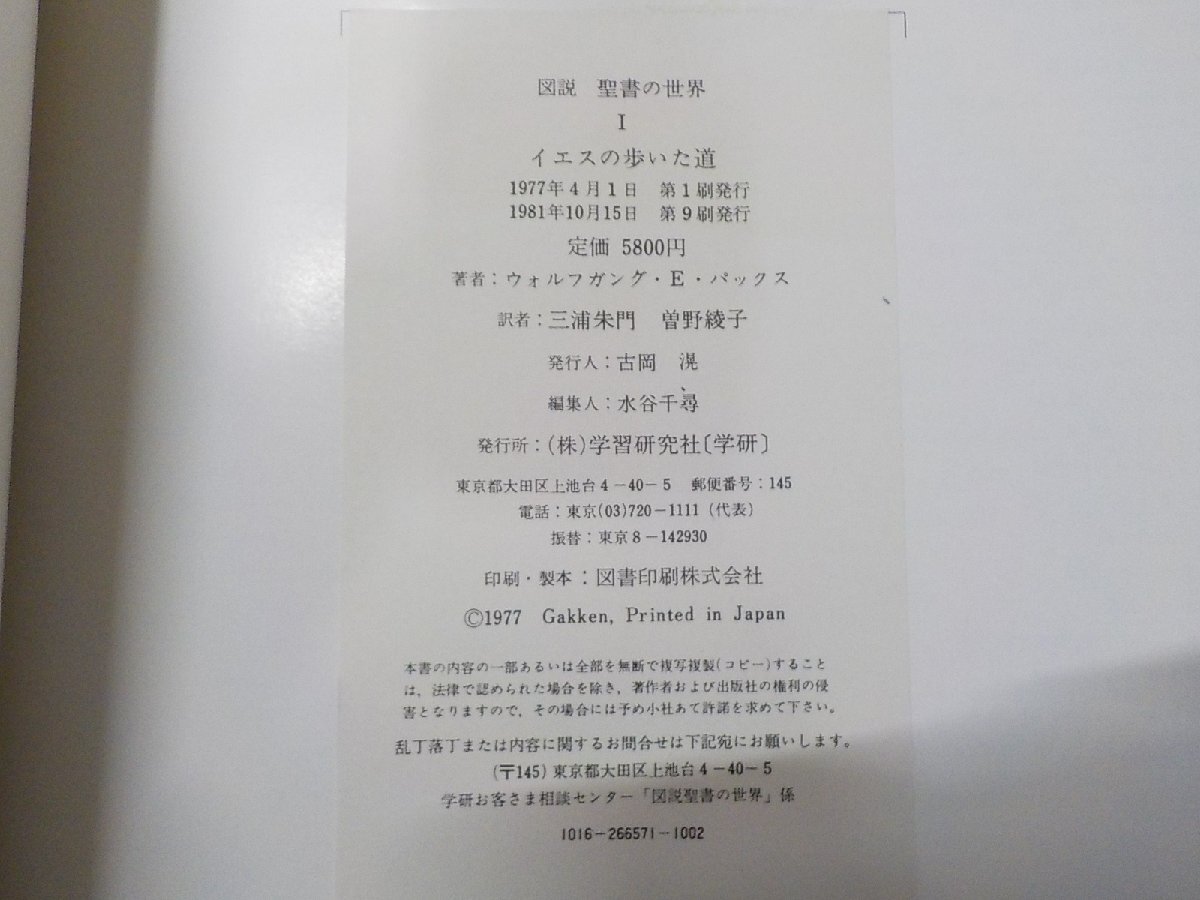 図説 聖書の世界
I
イエスの歩いた道
1977年4月1日 第1刷発行
1981年10月15日 第9刷発行
定価 5800円
著者：ウォルフガング・E・パックス
訳者：三浦朱門 曽野綾子
発行人：古岡 滉
編集人：水谷千尋
発行所：(株)学習研究社〔学研〕
東京都大田区上池台4−40−5 郵便番号：145
電話：東京(03)720−1111（代表）
振替：東京8−142930
印刷・製本：図書印刷株式会社
©1977 Gakken, Printed in Japan
本書の内容の一部あるいは全部を無断で複写複製(コピー)すること
は、法律で認められた場合を除き、著作者および出版社の権利の侵
害となりますので、その場合には予め小社あて許諾を求めて下さい。
乱丁落丁または内容に関するお問合せは下記宛にお願いします。
(〒145) 東京都大田区上池台4−40−5
学研お客さま相談センター「図説聖書の世界」係
1016−266571−1002